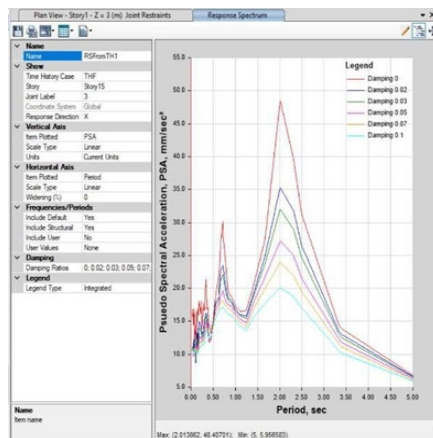 Plan View - Story1 - Z = 3 (m) Joint Restraints
Response Spectrum
Name
Name RSFromTH1
Show
Time History Case THF
Story Story15
Joint Label 3
Coordinate System Global
Response Direction X
Vertical Axis
Item Plotted PSA
Scale Type Linear
Units Current Units
Horizontal Axis
Item Plotted Period
Scale Type Linear
Widening (%) 0
Frequencies/Periods
Include Default Yes
Include Structural Yes
Include User No
User Values None
Damping
Damping Ratios 0; 0.02; 0.03; 0.05; 0.07;
Legend
Legend Type Integrated
Name
Item name
Psuedo Spectral Acceleration, PSA, mm/sec²
55.0
50.0
45.0
40.0
35.0
30.0
25.0
20.0
15.0
10.0
5.0
Legend
Damping 0
Damping 0.02
Damping 0.03
Damping 0.05
Damping 0.07
Damping 0.1
0.00 0.50 1.00 1.50 2.00 2.50 3.00 3.50 4.00 4.50 5.00
Period, sec
Max: (2.013862, 48.40701); Min: (5, 5.956583)